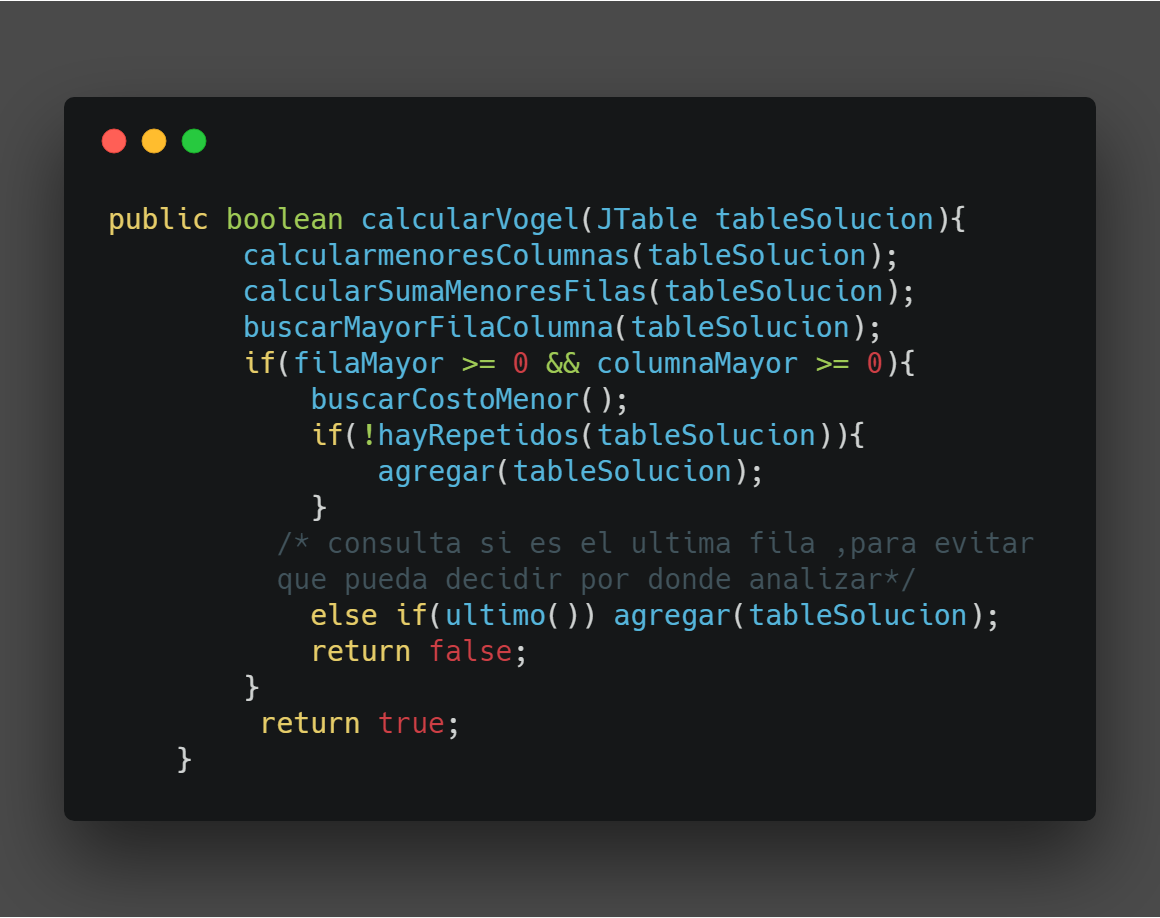 public boolean calcularVogel(JTable tableSolucion){
        calcularmenoresColumnas(tableSolucion);
        calcularSumaMenoresFilas(tableSolucion);
        buscarMayorFilaColumna(tableSolucion);
        if(filaMayor >= 0 && columnaMayor >= 0){
            buscarCostoMenor();
            if(!hayRepetidos(tableSolucion)){
                agregar(tableSolucion);
            }
          /* consulta si es el ultima fila ,para evitar
          que pueda decidir por donde analizar*/
            else if(ultimo()) agregar(tableSolucion);
            return false;
        }
         return true;
    }